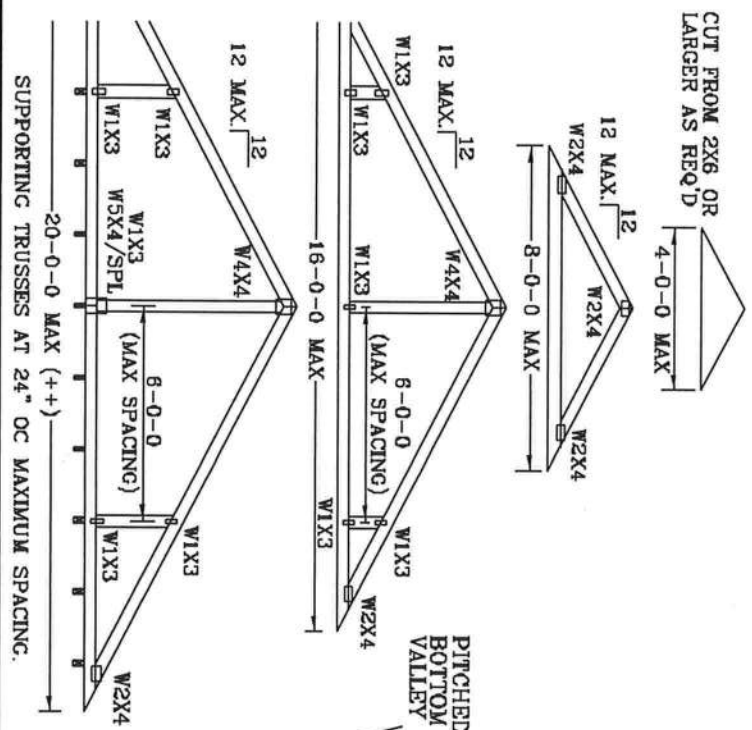 CUT FROM 2X6 OR
LARGER AS REQ'D
4-0-0 MAX
12
12 MAX.
W2X4
W2X4
W2X4
8-0-0 MAX
12
12 MAX.
W1X3
W4X4
W1X3
W1X3
W1X3
6-0-0
(MAX SPACING)
W1X3
W2X4
16-0-0 MAX
PITCHED
BOTTOM
VALLEY
12
12 MAX.
W1X3
W4X4
W1X3
W1X3
W5X4/SPL
6-0-0
(MAX SPACING)
W1X3
W1X3
W2X4
20-0-0 MAX (++)
SUPPORTING TRUSSES AT 24" OC MAXIMUM SPACING.